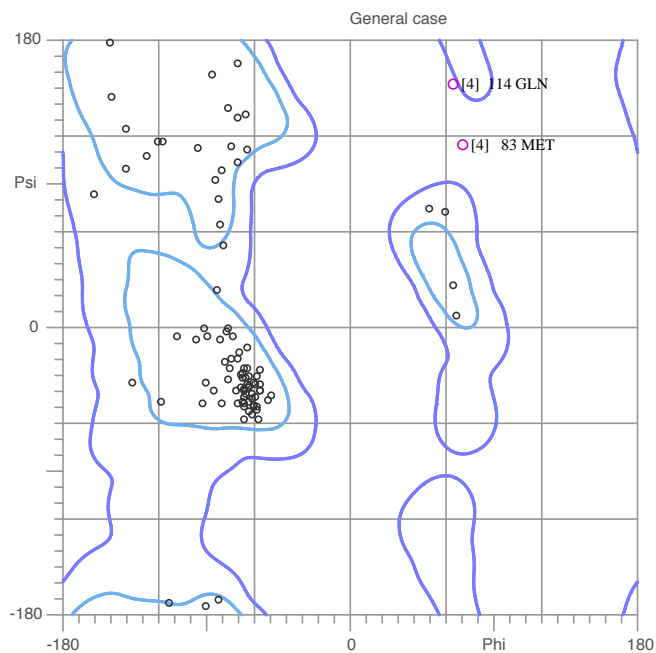 General case
180
[4] 114 GLN
[4] 83 MET
Psi
0
-180
-180 0 Phi 180